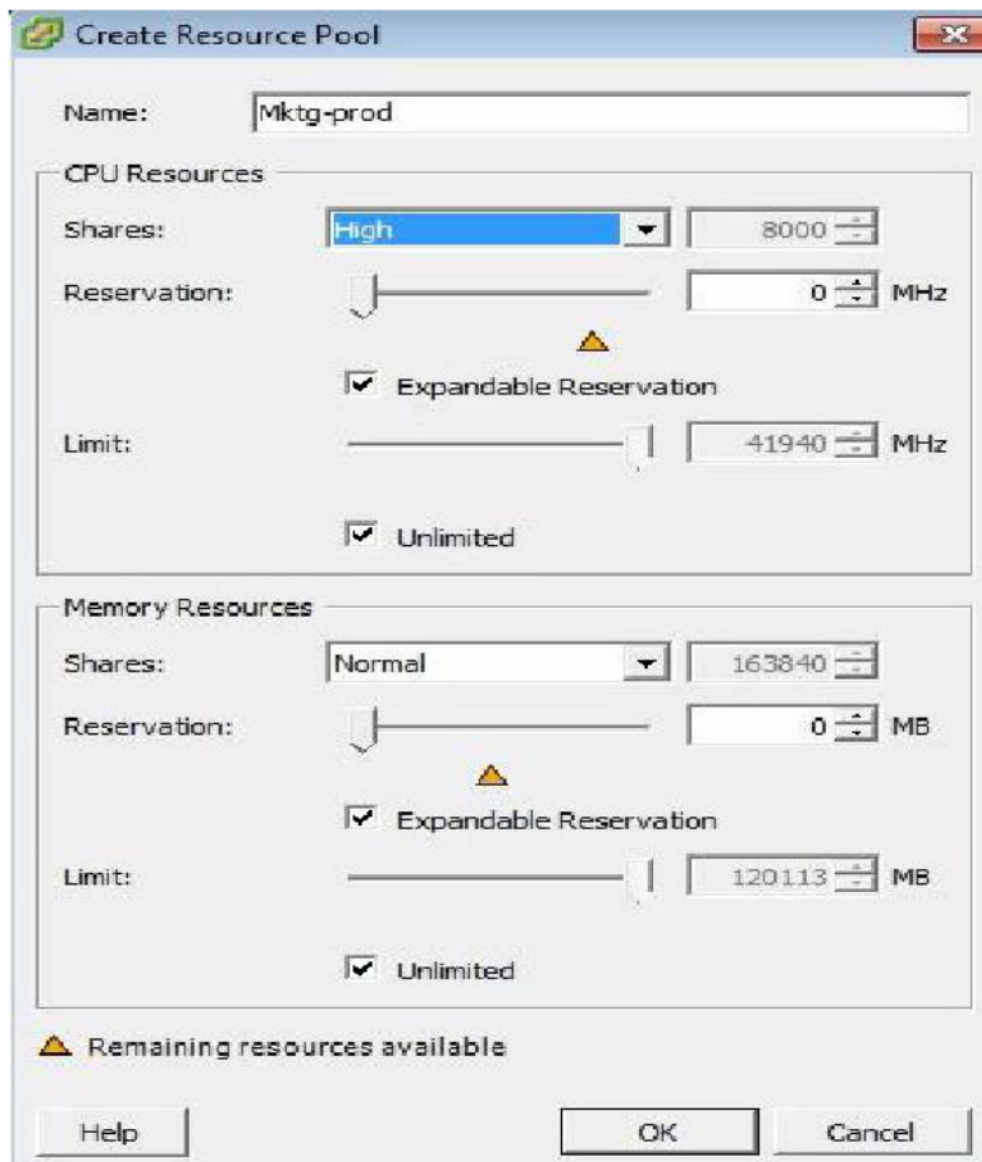 Create Resource Pool
Name: Mktg-prod
CPU Resources
Shares: High 8000
Reservation: 0 MHz
Expandable Reservation
Limit: 41940 MHz
Unlimited
Memory Resources
Shares: Normal 163840
Reservation: 0 MB
Expandable Reservation
Limit: 120113 MB
Unlimited
Remaining resources available
Help OK Cancel